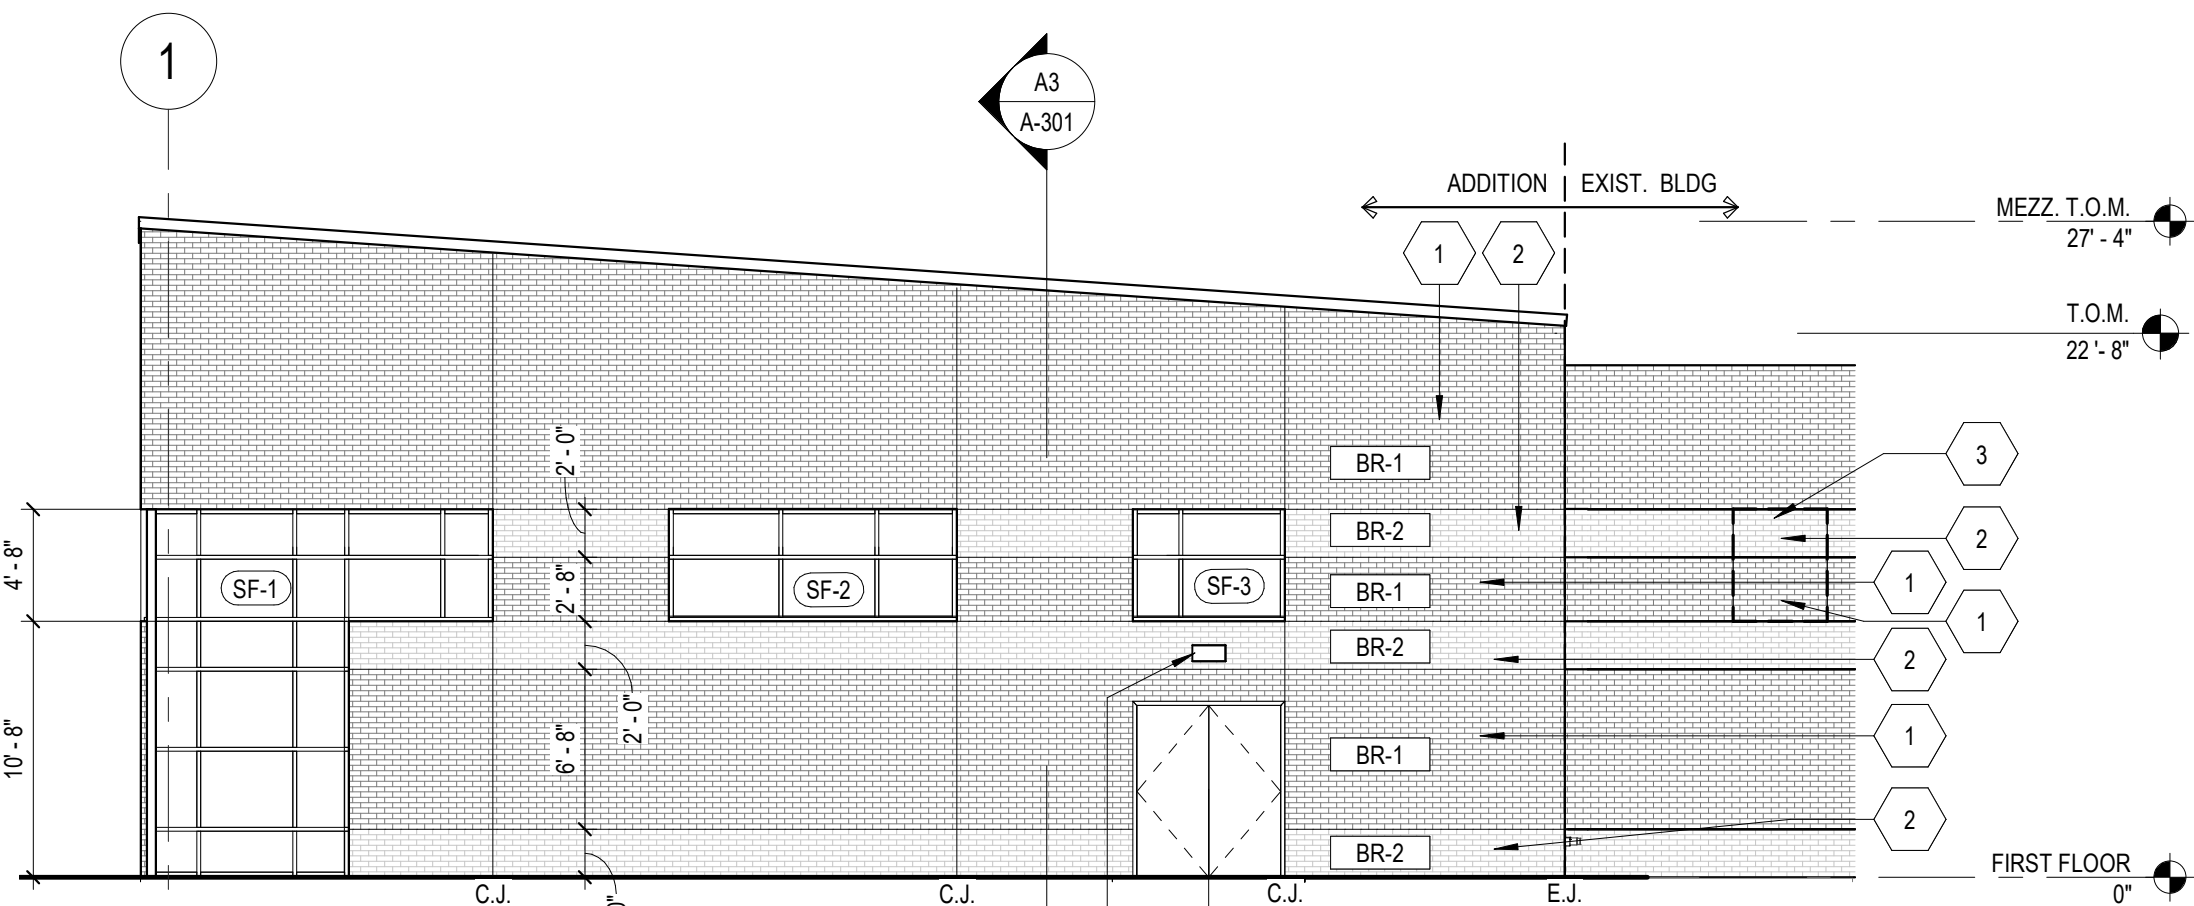 1
A3
A-301
ADDITION
EXIST. BLDG
MEZZ. T.O.M.
27' - 4"
1
2
T.O.M.
22 '- 8"
2' - 0"
BR-1
3
4' - 8"
BR-2
2
SF-1
2' - 8"
SF-2
SF-3
BR-1
1
1
BR-2
2
10' - 8"
6' - 8"
2' - 0"
BR-1
1
2
BR-2
FIRST FLOOR
0"
C.J.
C.J.
C.J.
E.J.